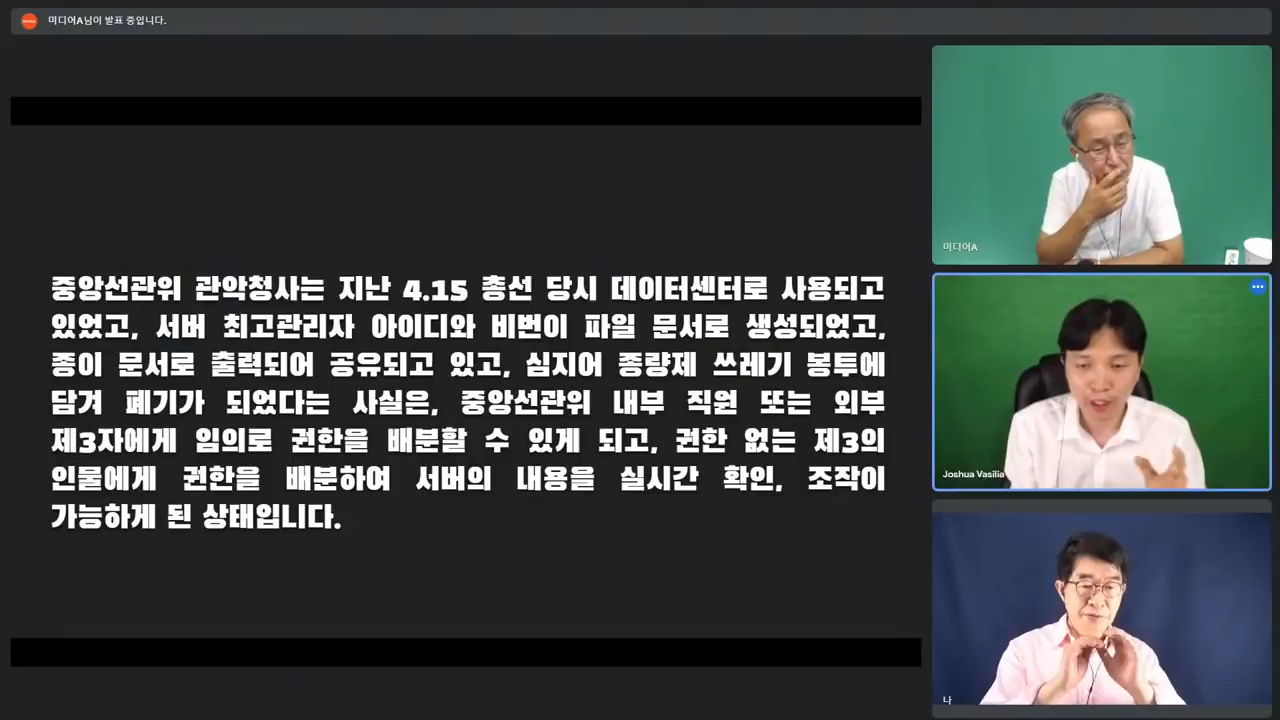 미디어A님이 발표 중입니다.
중앙선관위 관악청사는 지난 4.15 총선 당시 데이터센터로 사용되고
있었고, 서버 최고관리자 아이디와 비번이 파일 문서로 생성되었고,
종이 문서로 출력되어 공유되고 있고, 심지어 종량제 쓰레기 봉투에
담겨 폐기가 되었다는 사실은, 중앙선관위 내부 직원 또는 외부
제3자에게 임의로 권한을 배분할 수 있게 되고, 권한 없는 제3의
인물에게 권한을 배분하여 서버의 내용을 실시간 확인, 조작이
가능하게 된 상태입니다.
미디어A
Joshua Vasilia
나